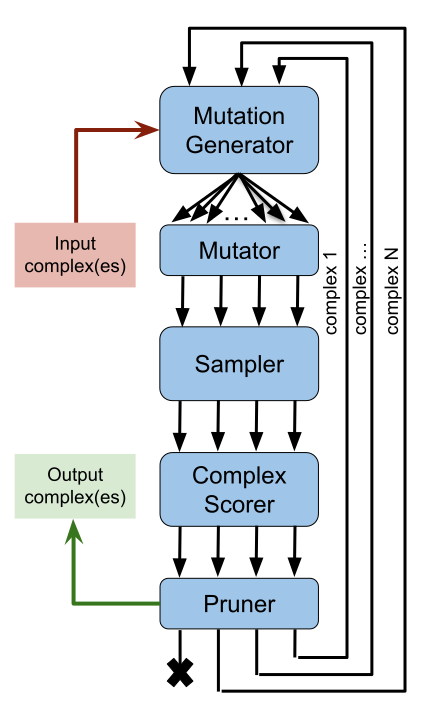 Mutation
Generator
Input
complex(es)
...
Mutator
complex 1
complex ...
complex N
Sampler
Output
complex(es)
Complex
Scorer
Pruner